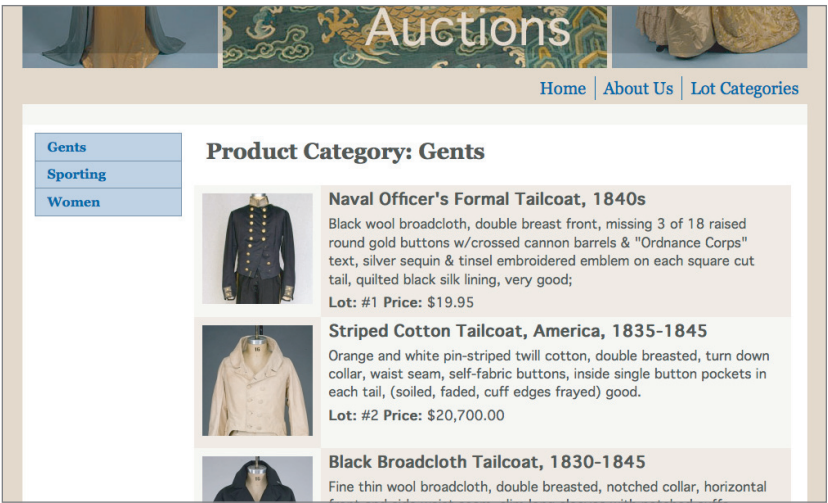 Auctions
Home About Us Lot Categories
Gents
Sporting
Women
Product Category: Gents
Naval Officer's Formal Tailcoat, 1840s
Black wool broadcloth, double breast front, missing 3 of 18 raised
round gold buttons w/crossed cannon barrels & "Ordnance Corps"
text, silver sequin & tinsel embroidered emblem on each square cut
tail, quilted black silk lining, very good;
Lot: #1 Price: $19.95
Striped Cotton Tailcoat, America, 1835-1845
Orange and white pin-striped twill cotton, double breasted, turn down
collar, waist seam, self-fabric buttons, inside single button pockets in
each tail, (soiled, faded, cuff edges frayed) good.
Lot: #2 Price: $20,700.00
Black Broadcloth Tailcoat, 1830-1845
Fine thin wool broadcloth, double breasted, notched collar, horizontal